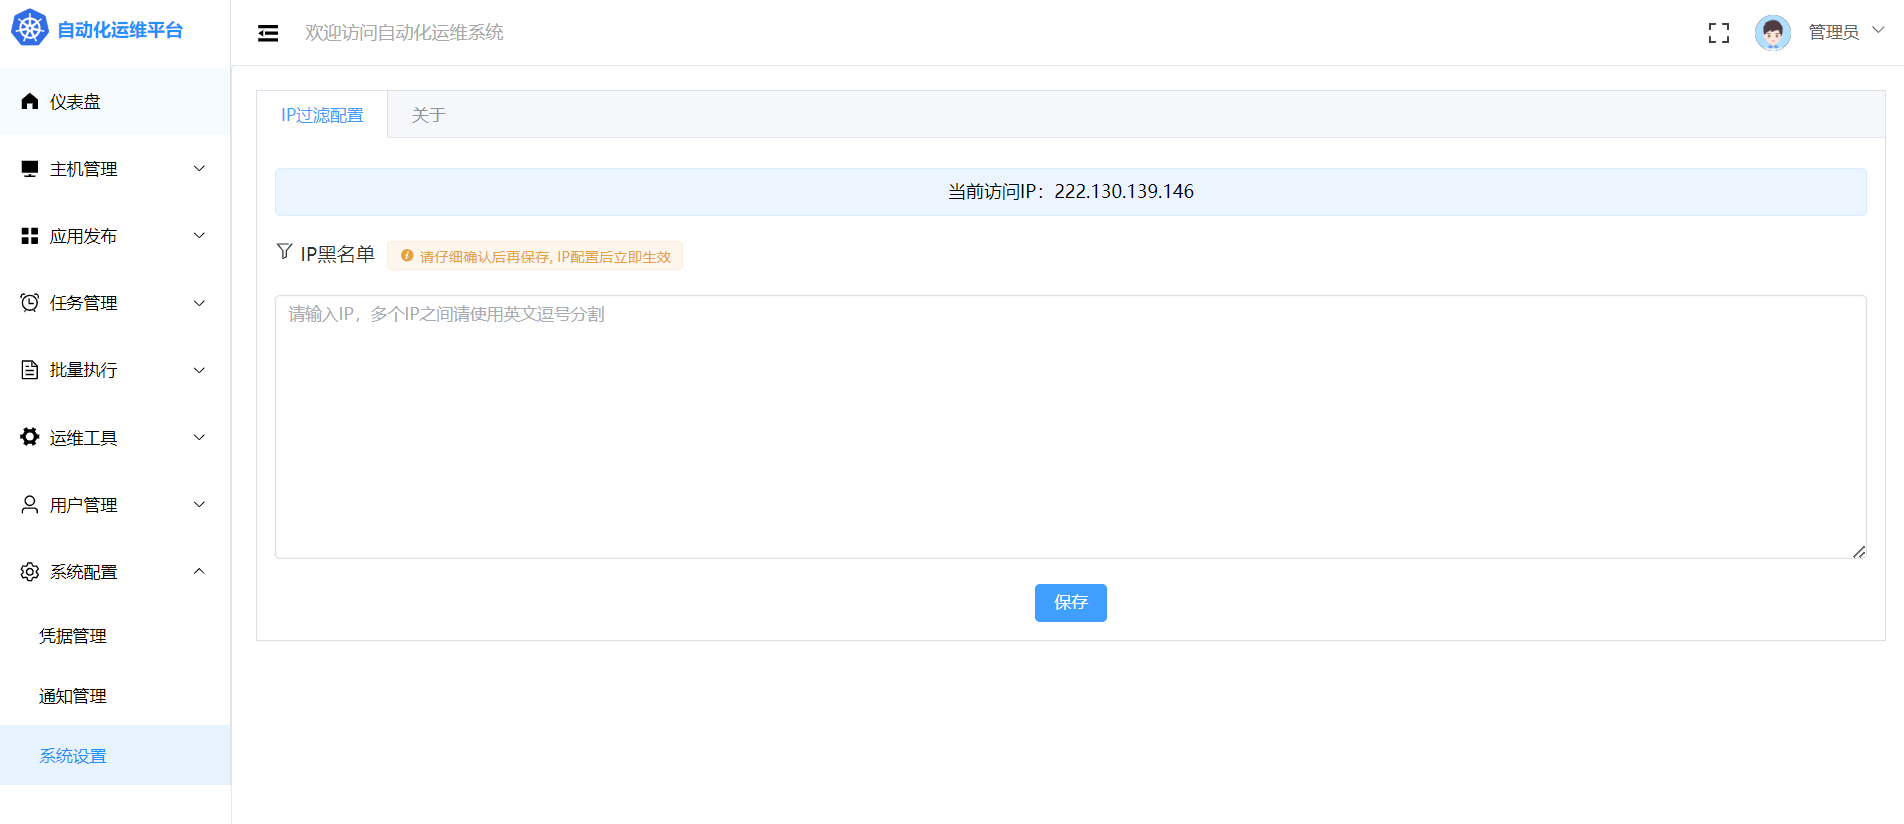 自动化运维平台
欢迎访问自动化运维系统
管理员
仪表盘
主机管理
应用发布
任务管理
批量执行
运维工具
用户管理
系统配置
凭据管理
通知管理
系统设置
IP过滤配置
关于
当前访问IP：222.130.139.146
IP黑名单
请仔细确认后再保存, IP配置后立即生效
请输入IP，多个IP之间请使用英文逗号分割
保存